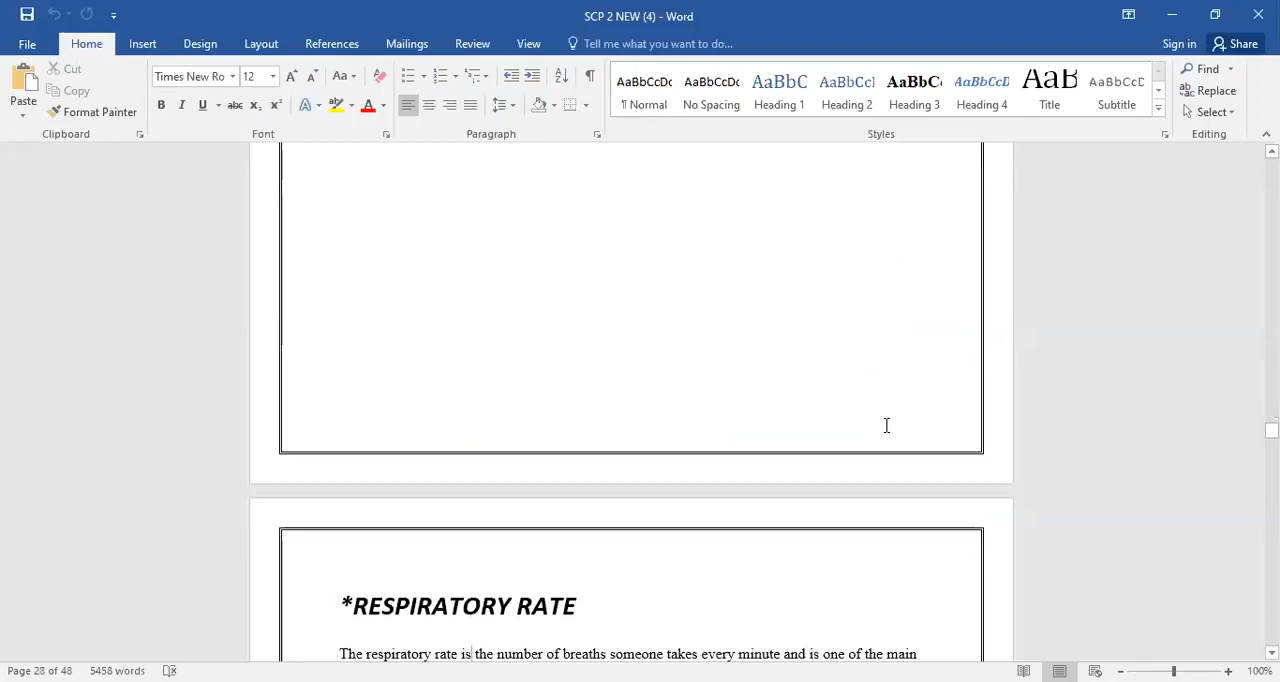 SCP 2 NEW (4) - Word
Sign in
Share
File
Home
Insert
Design
Layout
References
Mailings
Review
View
Tell me what you want to do...
Paste
Cut
Copy
Format Painter
Clipboard
Times New Ro
12
Font
Paragraph
AaBbCcDc
¶ Normal
AaBbCcDc
No Spacing
AaBbC
Heading 1
AaBbCcl
Heading 2
AaBbC
Heading 3
AaBbCcD
Heading 4
AaB
Title
AaBbCcD
Subtitle
Styles
Find
Replace
Select
Editing
*RESPIRATORY RATE
The respiratory rate is the number of breaths someone takes every minute and is one of the main
Page 28 of 48
5458 words
100%